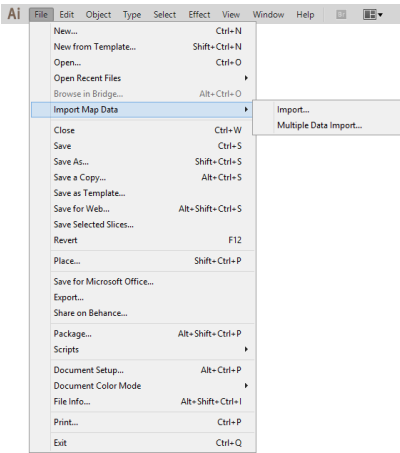 Ai File Edit Object Type Select Effect View Window Help Br
New... Ctrl+N
New from Template... Shift+Ctrl+N
Open... Ctrl+O
Open Recent Files
Browse in Bridge... Alt+Ctrl+O
Import Map Data
Import...
Multiple Data Import...
Close Ctrl+W
Save Ctrl+S
Save As... Shift+Ctrl+S
Save a Copy... Alt+Ctrl+S
Save as Template...
Save for Web... Alt+Shift+Ctrl+S
Save Selected Slices...
Revert F12
Place... Shift+Ctrl+P
Save for Microsoft Office...
Export...
Share on Behance...
Package... Alt+Shift+Ctrl+P
Scripts
Document Setup... Alt+Ctrl+P
Document Color Mode
File Info... Alt+Shift+Ctrl+I
Print... Ctrl+P
Exit Ctrl+Q